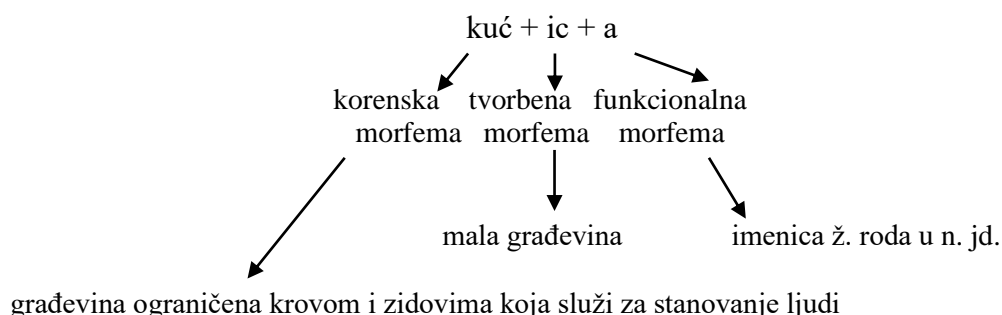 kuć + ic + a
korenska tvorbena funkcionalna
morfema morfema morfema
mala građevina imenica ž. roda u n. jd.
građevina ograničena krovom i zidovima koja služi za stanovanje ljudi